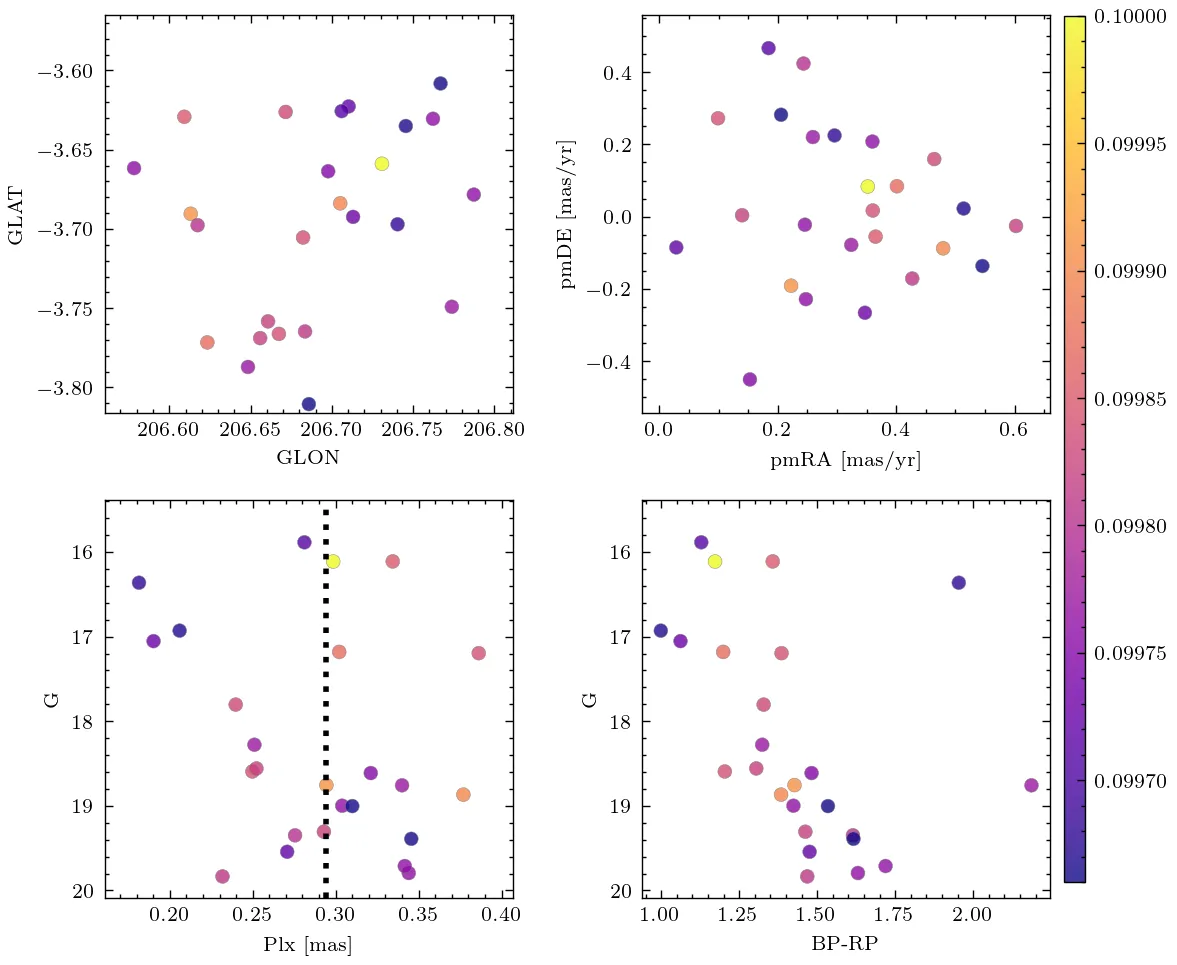 −3.60
−3.65
−3.70
−3.75
−3.80
GLAT
206.60 206.65 206.70 206.75 206.80
GLON
0.4
0.2
0.0
−0.2
−0.4
pmDE [mas/yr]
0.0 0.2 0.4 0.6
pmRA [mas/yr]
0.10000
0.09995
0.09990
0.09985
0.09980
0.09975
0.09970
16
17
18
19
20
G
0.20 0.25 0.30 0.35 0.40
Plx [mas]
16
17
18
19
20
G
1.00 1.25 1.50 1.75 2.00
BP-RP